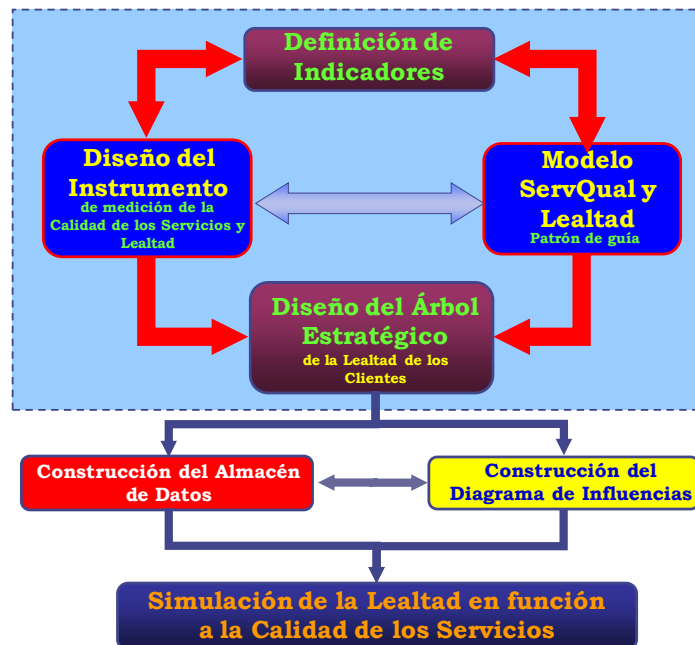 Definición de
Indicadores
Diseño del
Instrumento
de medición de la
Calidad de los Servicios y
Lealtad
Modelo
ServQual y
Lealtad
Patrón de guía
Diseño del Árbol
Estratégico
de la Lealtad de los
Clientes
Construcción del Almacén
de Datos
Construcción del
Diagrama de Influencias
Simulación de la Lealtad en función
a la Calidad de los Servicios